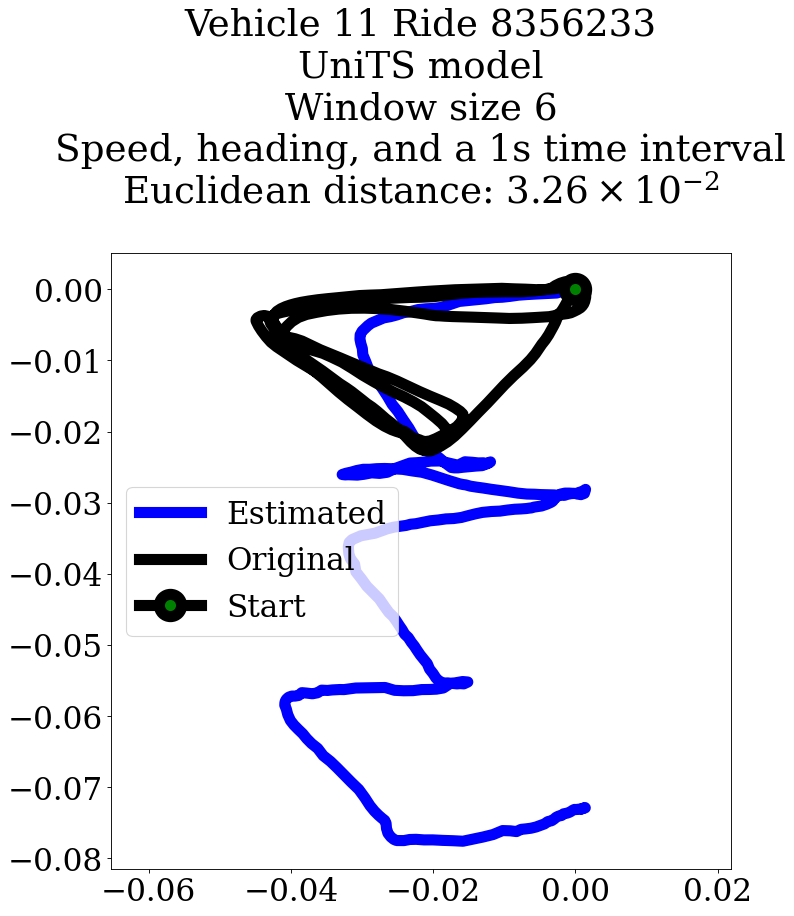 Vehicle 11 Ride 8356233
UniTS model
Window size 6
Speed, heading, and a 1s time interval
Euclidean distance: 3.26 × 10⁻²
0.00
−0.01
−0.02
−0.03
−0.04
−0.05
−0.06
−0.07
−0.08
Estimated
Original
Start
−0.06
−0.04
−0.02
0.00
0.02